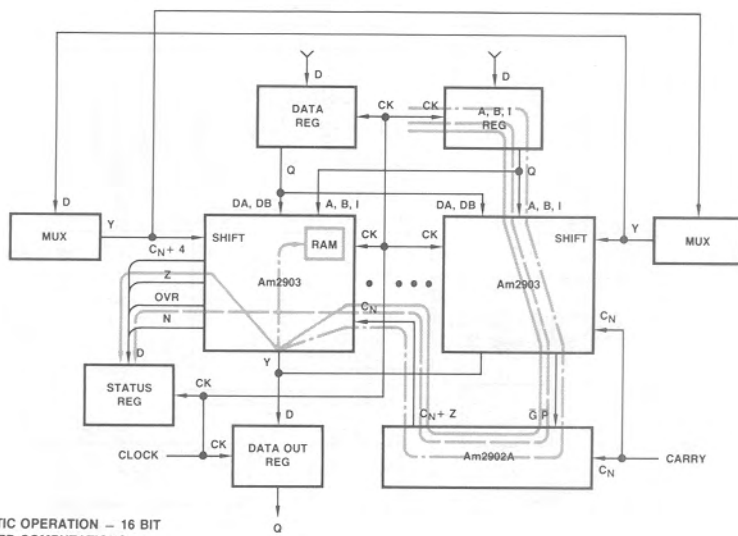 D
D
DATA
REG
CK
CK
A, B, I
REG
Q
Q
D
DA, DB
A, B, I
DA, DB
A, B, I
MUX
Y
SHIFT
RAM
CK
CK
SHIFT
Y
MUX
CN + 4
Z
Am2903
Am2903
OVR
N
CN
CN
D
Y
STATUS
REG
CK
D
CN + Z
G P
CLOCK
CK
DATA OUT
REG
Am2902A
CN
CARRY
Q
TIC OPERATION – 16 BIT